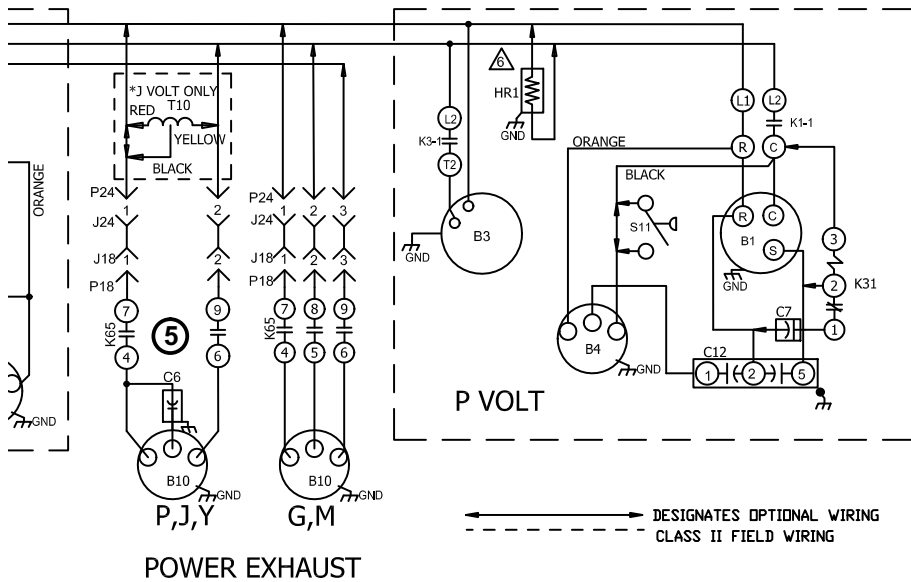 *J VOLT ONLY
T10
RED
YELLOW
BLACK
ORANGE
P24
1
2
1
2
3
J24
J18
1
2
1
2
3
P18
7
9
7
8
9
K65
5
K65
4
6
4
5
6
C6
GND
GND
GND
B10
B10
P,J,Y
G,M
POWER EXHAUST
6
HR1
GND
L2
K3-1
T2
B3
GND
ORANGE
BLACK
S11
L1
L2
K1-1
R
C
R
C
B1
S
GND
3
2
K31
1
C7
B4
GND
C12
1
2
5
P VOLT
DESIGNATES OPTIONAL WIRING
CLASS II FIELD WIRING